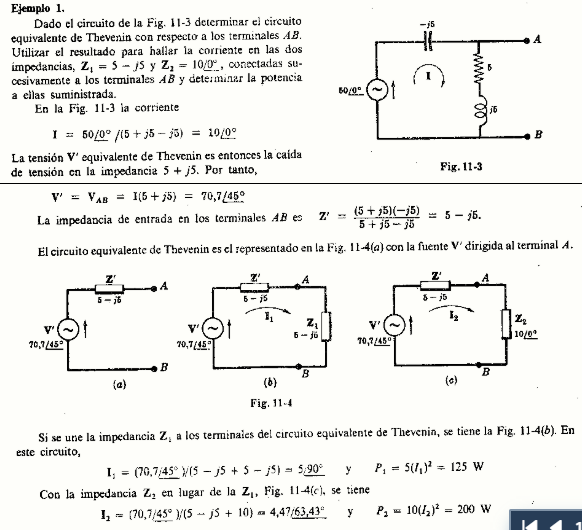 Ejemplo 1.
Dado el circuito de la Fig. 11-3 determinar el circuito
equivalente de Thevenin con respecto a los terminales AB.
Utilizar el resultado para hallar la corriente en las dos
impedancias, Z₁ = 5 − j5 y Z₂ = 10/0°, conectadas su-
cesivamente a los terminales AB y determinar la potencia
a ellas suministrada.
En la Fig. 11-3 la corriente
I = 50/0° /(5 + j5 − j5) = 10/0°
La tensión V' equivalente de Thevenin es entonces la caída
de tensión en la impedancia 5 + j5. Por tanto,
-j5
A
I
5
50/0°
j5
B
Fig. 11-3
V' = V_AB = I(5 + j5) = 70,7/45°
La impedancia de entrada en los terminales AB es Z' = (5 + j5)(−j5) / 5 + j5 − j5 = 5 − j5.
El circuito equivalente de Thevenin es el representado en la Fig. 11-4(a) con la fuente V' dirigida al terminal A.
Z'
5 − j5
A
V'
70,7/45°
B
(a)
Z'
5 − j5
A
I₁
Z₁
5 − j5
V'
70,7/45°
B
(b)
Z'
5 − j5
A
I₂
Z₂
10/0°
V'
70,7/45°
B
(c)
Fig. 11-4
Si se une la impedancia Z₁ a los terminales del circuito equivalente de Thevenin, se tiene la Fig. 11-4(b). En
este circuito,
I₁ = (70,7/45° )/(5 − j5 + 5 − j5) = 5/90° y P₁ = 5(I₁)² = 125 W
Con la impedancia Z₂ en lugar de la Z₁, Fig. 11-4(c), se tiene
I₂ = (70,7/45° )/(5 − j5 + 10) = 4,47/63,43° y P₂ = 10(I₂)² = 200 W